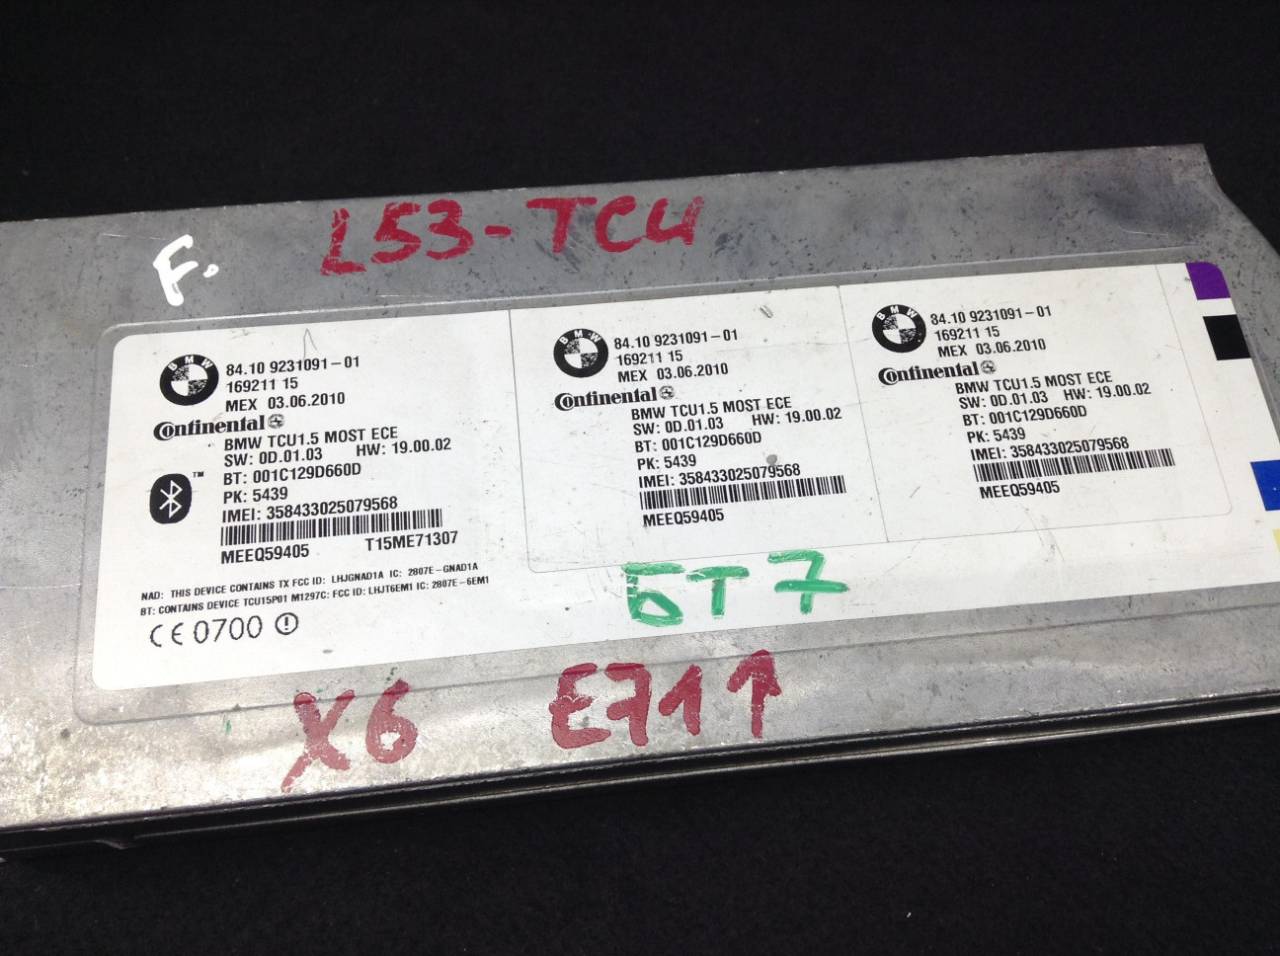 L53-TCU
F.
BMW
84.10 9231091-01
169211 15
MEX 03.06.2010
Continental
BMW TCU1.5 MOST ECE
SW: 0D.01.03 HW: 19.00.02
BT: 001C129D660D
PK: 5439
IMEI: 358433025079568
MEEQ59405 T15ME71307
NAD: THIS DEVICE CONTAINS TX FCC ID: LHJGNAD1A IC: 2807E-GNAD1A
BT: CONTAINS DEVICE TCU15P01 M1297C: FCC ID: LHJT6EM1 IC: 2807E-6EM1
CE 0700
BMW
84.10 9231091-01
169211 15
MEX 03.06.2010
Continental
BMW TCU1.5 MOST ECE
SW: 0D.01.03 HW: 19.00.02
BT: 001C129D660D
PK: 5439
IMEI: 358433025079568
MEEQ59405
BMW
84.10 9231091-01
169211 15
MEX 03.06.2010
Continental
BMW TCU1.5 MOST ECE
SW: 0D.01.03 HW: 19.00.02
BT: 001C129D660D
PK: 5439
IMEI: 358433025079568
MEEQ59405
БТ7
X6 E71↑